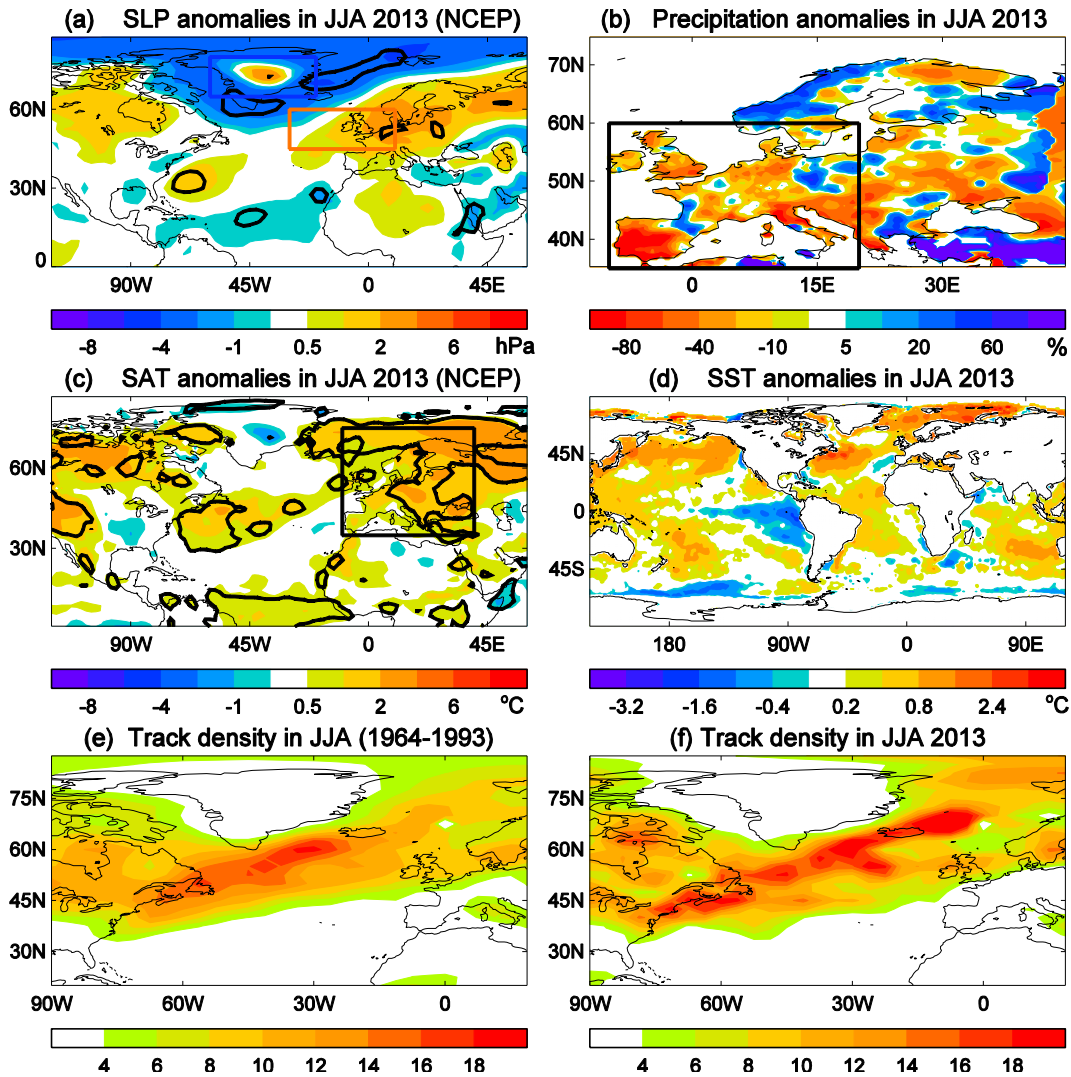 (a) SLP anomalies in JJA 2013 (NCEP)
60N
30N
0
90W 45W 0 45E
-8 -4 -1 0.5 2 6 hPa
(b) Precipitation anomalies in JJA 2013
70N
60N
50N
40N
0 15E 30E
-80 -40 -10 5 20 60 %
(c) SAT anomalies in JJA 2013 (NCEP)
60N
30N
90W 45W 0 45E
-8 -4 -1 0.5 2 6 °C
(d) SST anomalies in JJA 2013
45N
0
45S
180 90W 0 90E
-3.2 -1.6 -0.4 0.2 0.8 2.4 °C
(e) Track density in JJA (1964-1993)
75N
60N
45N
30N
90W 60W 30W 0
4 6 8 10 12 14 16 18
(f) Track density in JJA 2013
75N
60N
45N
30N
90W 60W 30W 0
4 6 8 10 12 14 16 18